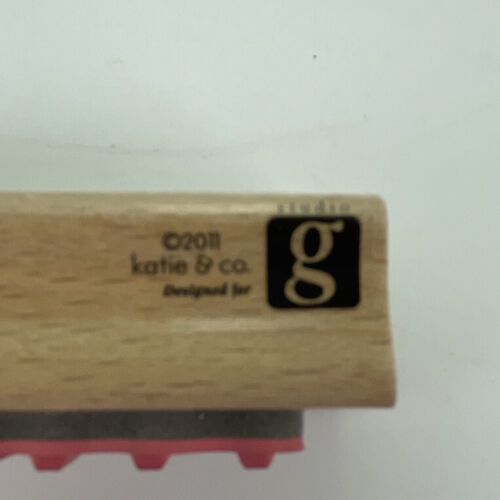 studio
©2011
katie & co.
Designed for
g